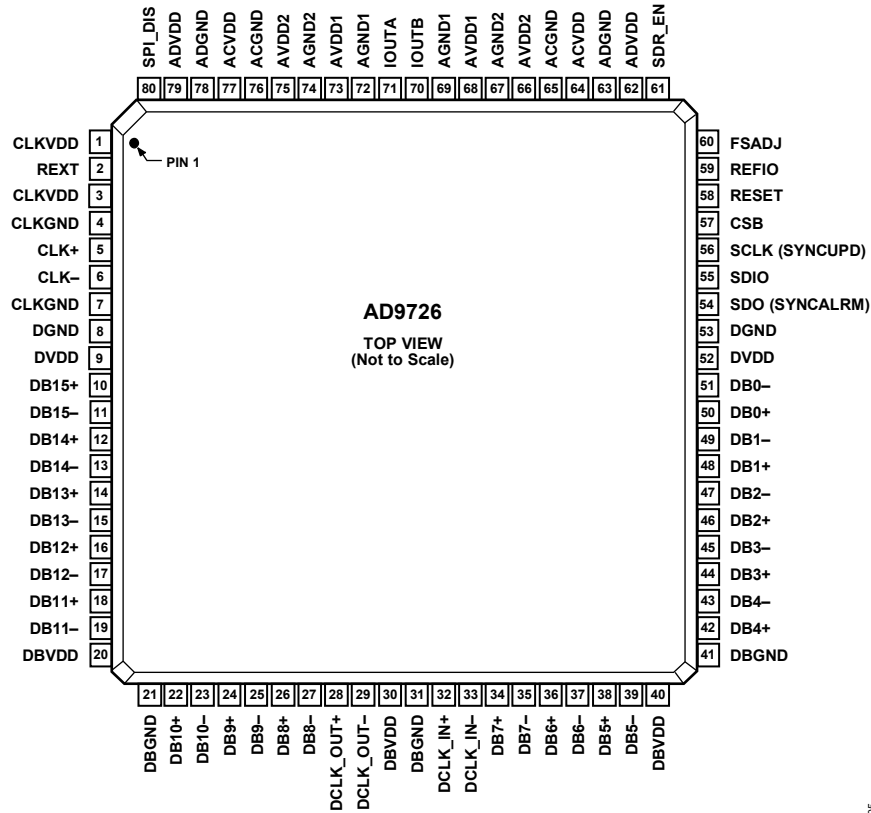 SPI_DIS
ADVDD
ADGND
ACVDD
ACGND
AVDD2
AGND2
AVDD1
AGND1
IOUTA
IOUTB
AGND1
AVDD1
AGND2
AVDD2
ACGND
ACVDD
ADGND
ADVDD
SDR_EN
80 79 78 77 76 75 74 73 72 71 70 69 68 67 66 65 64 63 62 61
CLKVDD 1
REXT 2
CLKVDD 3
CLKGND 4
CLK+ 5
CLK– 6
CLKGND 7
DGND 8
DVDD 9
DB15+ 10
DB15– 11
DB14+ 12
DB14– 13
DB13+ 14
DB13– 15
DB12+ 16
DB12– 17
DB11+ 18
DB11– 19
DBVDD 20
PIN 1
AD9726
TOP VIEW
(Not to Scale)
60 FSADJ
59 REFIO
58 RESET
57 CSB
56 SCLK (SYNCUPD)
55 SDIO
54 SDO (SYNCALRM)
53 DGND
52 DVDD
51 DB0–
50 DB0+
49 DB1–
48 DB1+
47 DB2–
46 DB2+
45 DB3–
44 DB3+
43 DB4–
42 DB4+
41 DBGND
21 22 23 24 25 26 27 28 29 30 31 32 33 34 35 36 37 38 39 40
DBGND
DB10+
DB10–
DB9+
DB9–
DB8+
DB8–
DCLK_OUT+
DCLK_OUT–
DBVDD
DBGND
DCLK_IN+
DCLK_IN–
DB7+
DB7–
DB6+
DB6–
DB5+
DB5–
DBVDD